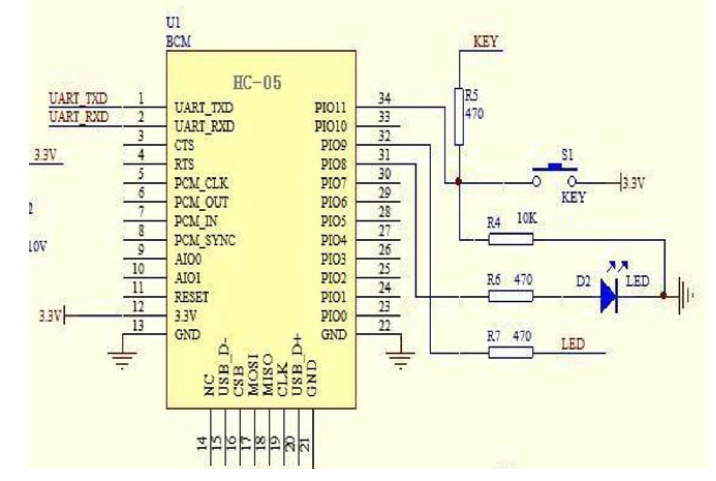 U1
BCM
HC-05
UART_TXD 1 UART_TXD
UART_RXD 2 UART_RXD
3 CTS
3.3V
4 RTS
5 PCM_CLK
6 PCM_OUT
7 PCM_IN
8 PCM_SYNC
10V
9 AIO0
10 AIO1
11 RESET
3.3V 12 3.3V
13 GND
PIO11 34
PIO10 33
PIO9 32
PIO8 31
PIO7 30
PIO6 29
PIO5 28
PIO4 27
PIO3 26
PIO2 25
PIO1 24
PIO0 23
GND 22
NC USB_D- CSB MOSI MISO CLK USB_D+ GND
14 15 16 17 18 19 20 21
KEY
R5
470
S1
KEY
3.3V
R4 10K
R6 470
D2 LED
R7 470 LED